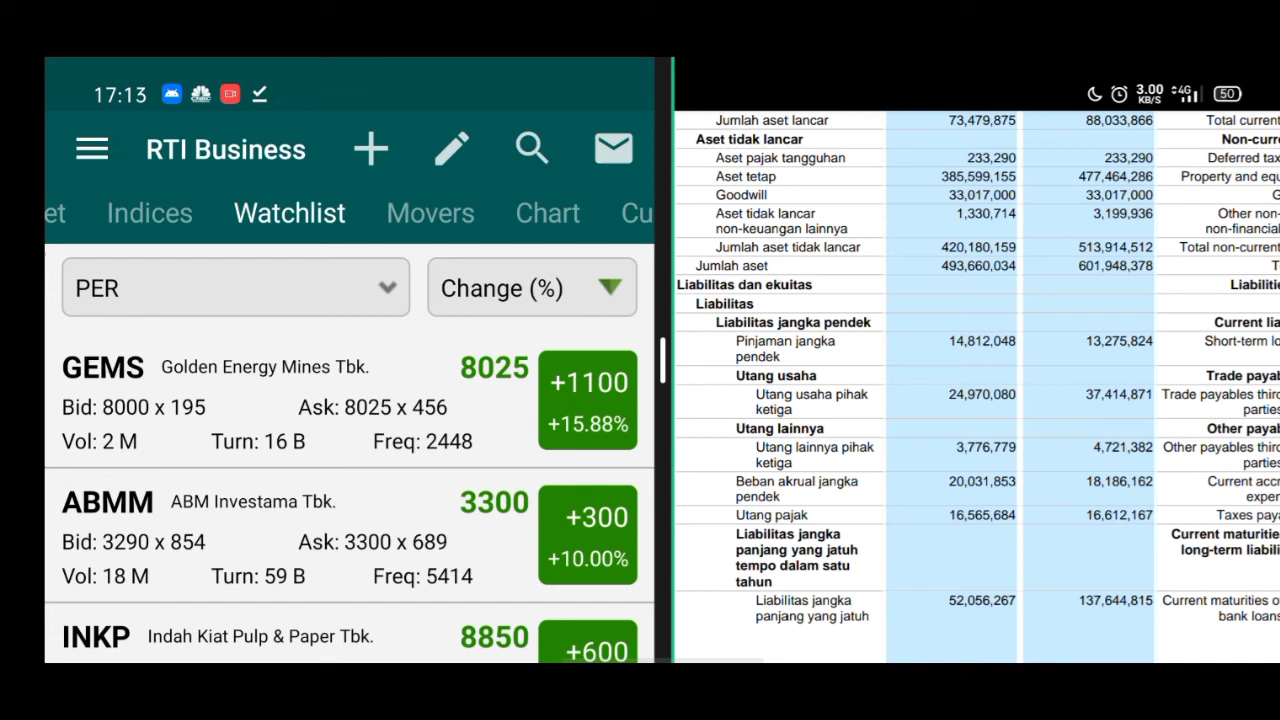 17:13
3.00 KB/S 4G 50
RTI Business
et Indices Watchlist Movers Chart Cu
PER Change (%)
GEMS Golden Energy Mines Tbk. 8025 +1100
Bid: 8000 x 195 Ask: 8025 x 456 +15.88%
Vol: 2 M Turn: 16 B Freq: 2448
ABMM ABM Investama Tbk. 3300 +300
Bid: 3290 x 854 Ask: 3300 x 689 +10.00%
Vol: 18 M Turn: 59 B Freq: 5414
INKP Indah Kiat Pulp & Paper Tbk. 8850 +600
Jumlah aset lancar 73,479,875 88,033,866 Total current
Aset tidak lancar Non-curr
Aset pajak tangguhan 233,290 233,290 Deferred tax
Aset tetap 385,599,155 477,464,286 Property and equ
Goodwill 33,017,000 33,017,000 G
Aset tidak lancar 1,330,714 3,199,936 Other non-
non-keuangan lainnya non-financial
Jumlah aset tidak lancar 420,180,159 513,914,512 Total non-current
Jumlah aset 493,660,034 601,948,378 T
Liabilitas dan ekuitas Liabiliti
Liabilitas
Liabilitas jangka pendek Current lia
Pinjaman jangka 14,812,048 13,275,824 Short-term lo
pendek
Utang usaha Trade payab
Utang usaha pihak 24,970,080 37,414,871 Trade payables third
ketiga parties
Utang lainnya Other payab
Utang lainnya pihak 3,776,779 4,721,382 Other payables third
ketiga parties
Beban akrual jangka 20,031,853 18,186,162 Current accr
pendek expen
Utang pajak 16,565,684 16,612,167 Taxes paya
Liabilitas jangka Current maturities
panjang yang jatuh long-term liabili
tempo dalam satu
tahun
Liabilitas jangka 52,056,267 137,644,815 Current maturities of
panjang yang jatuh bank loans